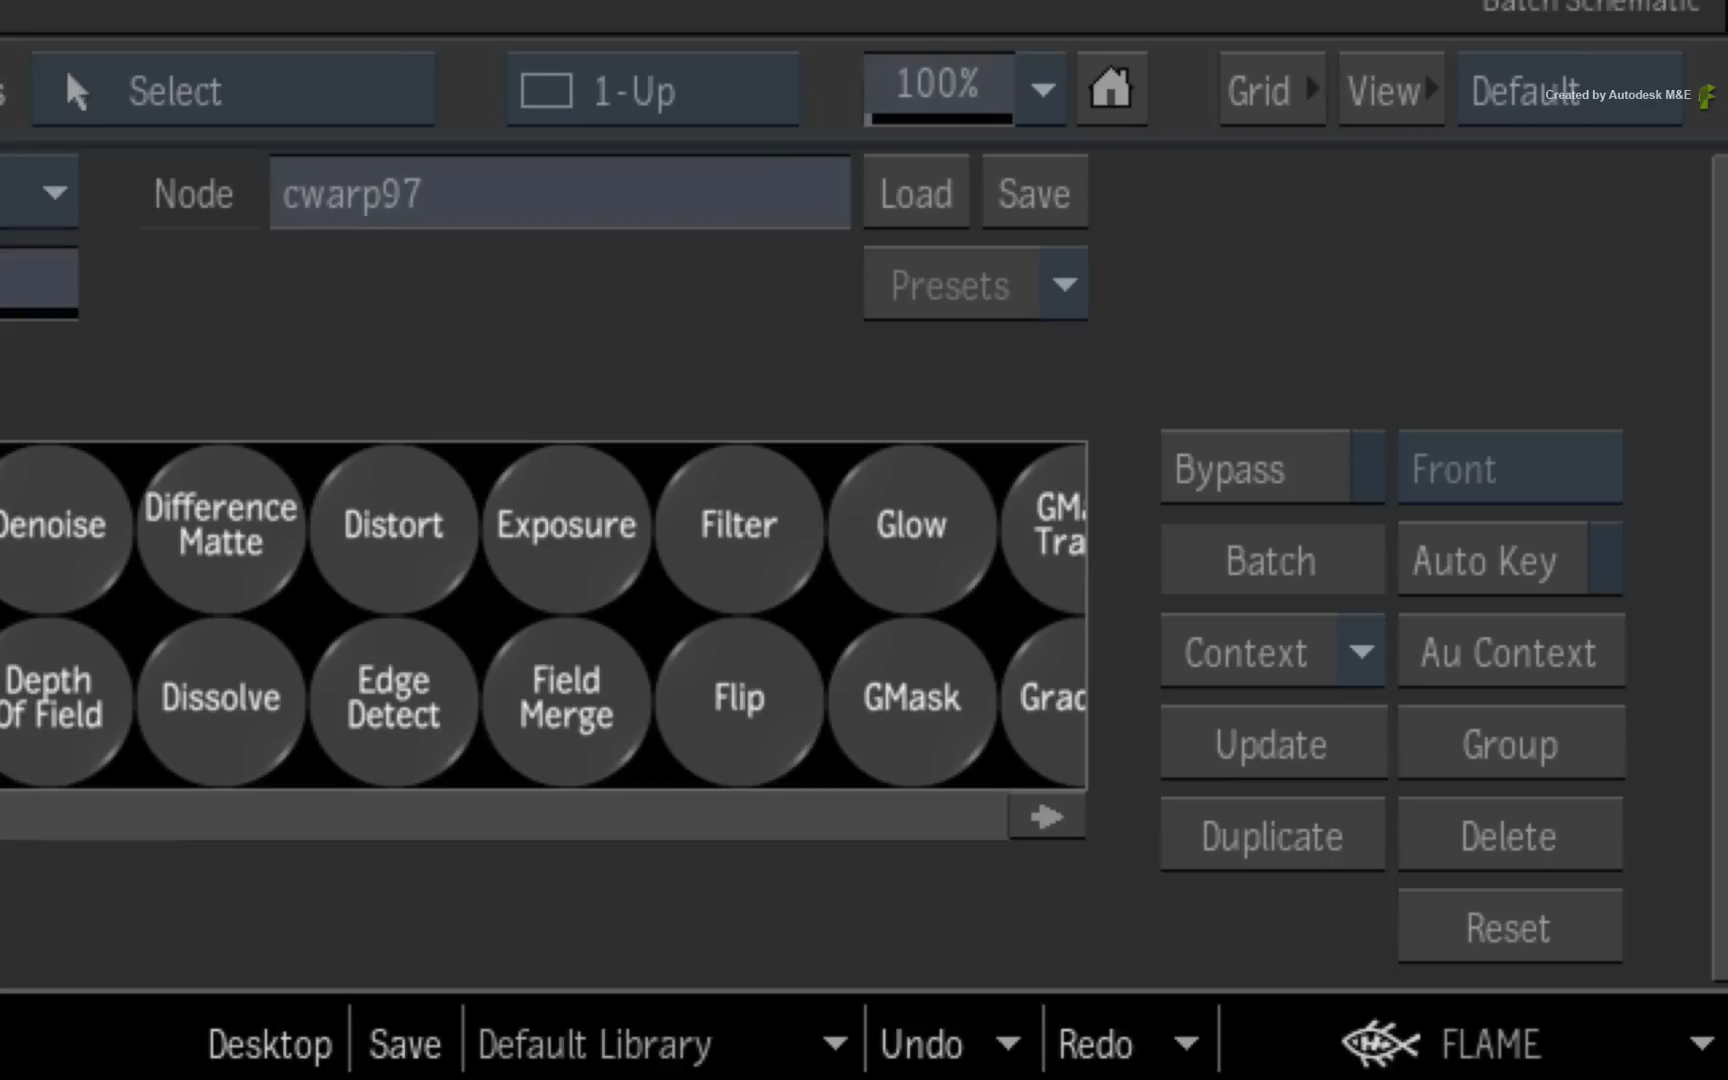 Batch Schematic
Select
1-Up
100%
Grid
View
Default
Created by Autodesk M&E
Node
cwarp97
Load
Save
Presets
Denoise
Difference
Matte
Distort
Exposure
Filter
Glow
Bypass
Front
Batch
Auto Key
Depth
Of Field
Dissolve
Edge
Detect
Field
Merge
Flip
GMask
Context
Au Context
Update
Group
Duplicate
Delete
Reset
Desktop
Save
Default Library
Undo
Redo
FLAME